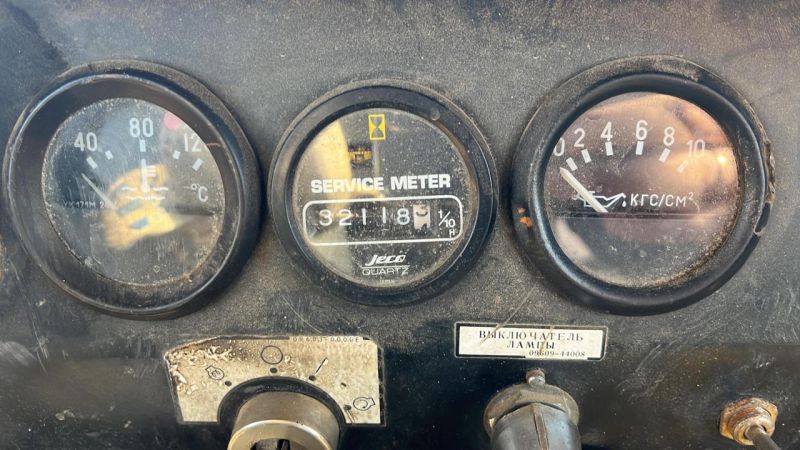 40 80 12
°C
SERVICE METER
32118 1/10
H
Jeco
QUARTZ
0 2 4 6 8 10
КГС/СМ²
ВЫКЛЮЧАТЕЛЬ
ЛАМПЫ
09609-44008